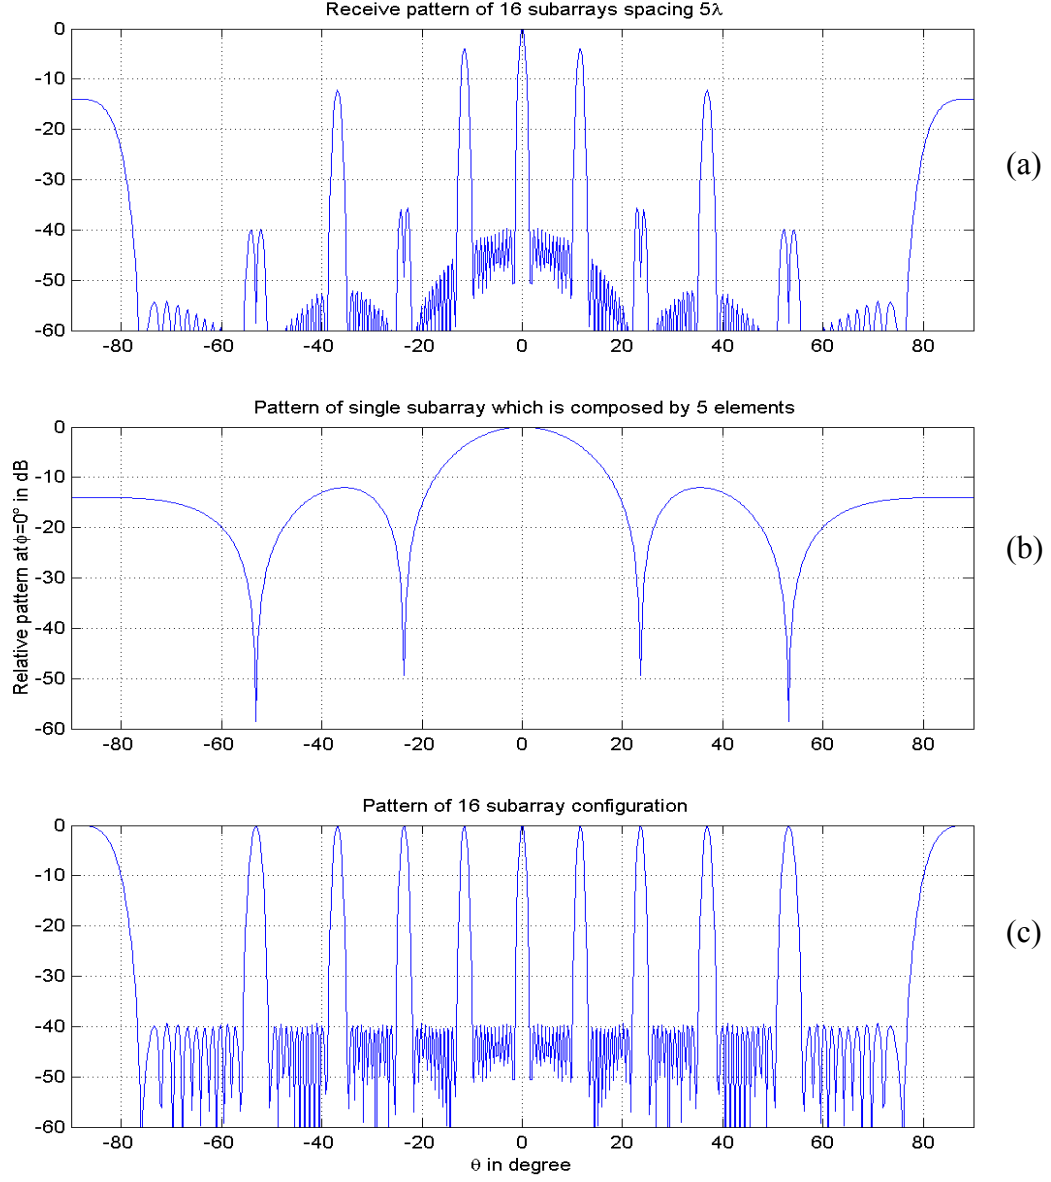 Receive pattern of 16 subarrays spacing 5λ
0
-10
-20
-30
-40
-50
-60
-80 -60 -40 -20 0 20 40 60 80
(a)
Pattern of single subarray which is composed by 5 elements
Relative pattern at ϕ=0° in dB
0
-10
-20
-30
-40
-50
-60
-80 -60 -40 -20 0 20 40 60 80
(b)
Pattern of 16 subarray configuration
0
-10
-20
-30
-40
-50
-60
-80 -60 -40 -20 0 20 40 60 80
θ in degree
(c)